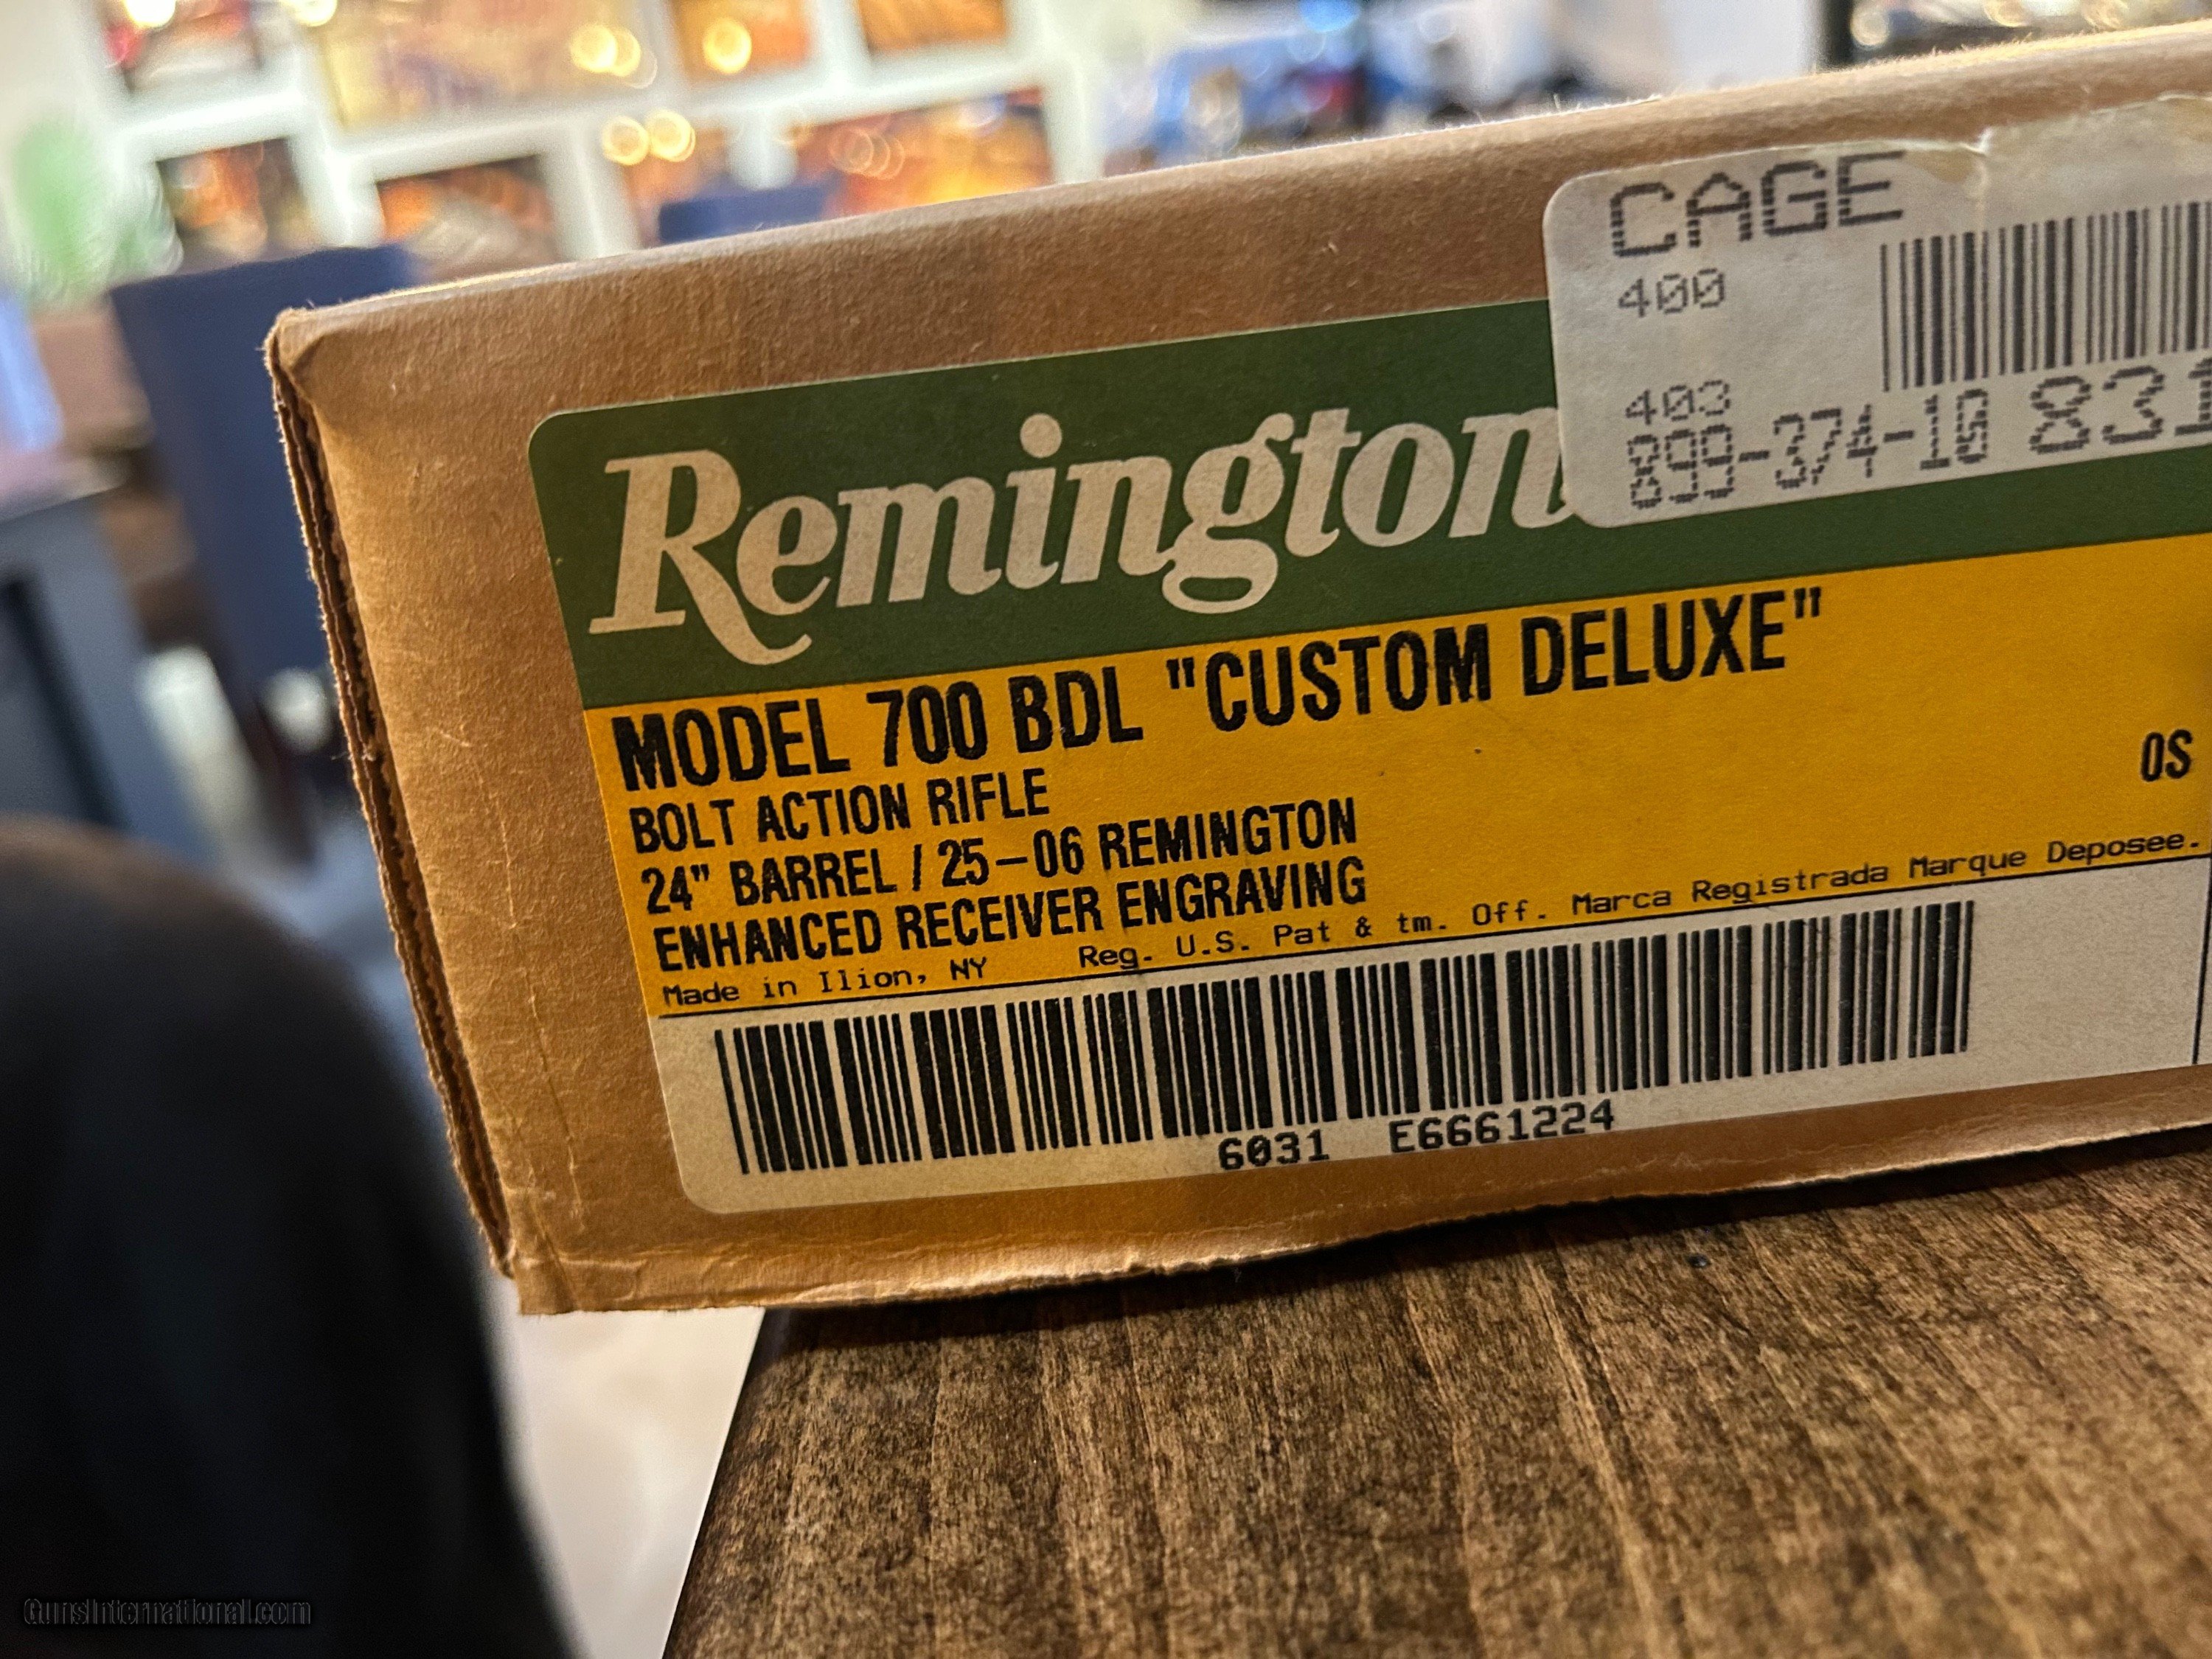 CAGE
400
403
899-374-10 831
Remington
MODEL 700 BDL "CUSTOM DELUXE"
BOLT ACTION RIFLE
OS
24" BARREL / 25-06 REMINGTON
ENHANCED RECEIVER ENGRAVING
Made in Ilion, NY Reg. U.S. Pat & tm. Off. Marca Registrada Marque Deposee.
6031 E6661224
GunsInternational.com